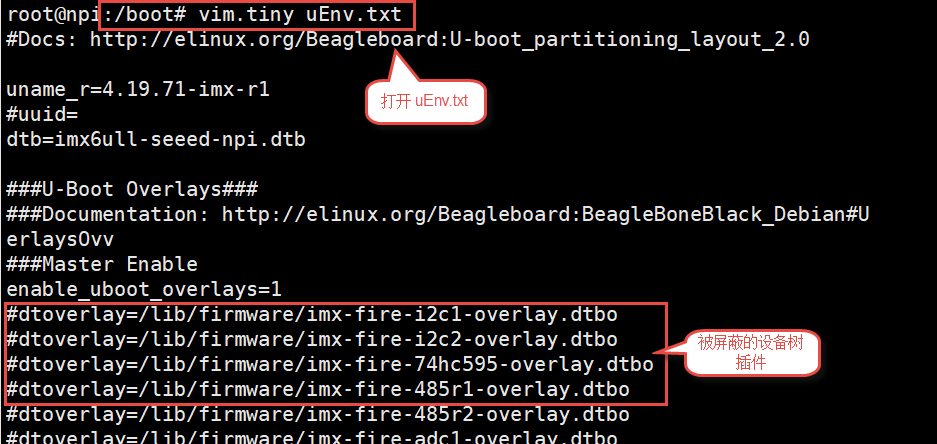 root@npi:/boot# vim.tiny uEnv.txt
#Docs: http://elinux.org/Beagleboard:U-boot_partitioning_layout_2.0
打开 uEnv.txt
uname_r=4.19.71-imx-r1
#uuid=
dtb=imx6ull-seeed-npi.dtb
###U-Boot Overlays###
###Documentation: http://elinux.org/Beagleboard:BeagleBoneBlack_Debian#U
erlaysOvv
###Master Enable
enable_uboot_overlays=1
#dtoverlay=/lib/firmware/imx-fire-i2c1-overlay.dtbo
#dtoverlay=/lib/firmware/imx-fire-i2c2-overlay.dtbo
#dtoverlay=/lib/firmware/imx-fire-74hc595-overlay.dtbo
#dtoverlay=/lib/firmware/imx-fire-485r1-overlay.dtbo
被屏蔽的设备树
插件
#dtoverlay=/lib/firmware/imx-fire-485r2-overlay.dtbo
#dtoverlay=/lib/firmware/imx-fire-adc1-overlay.dtbo